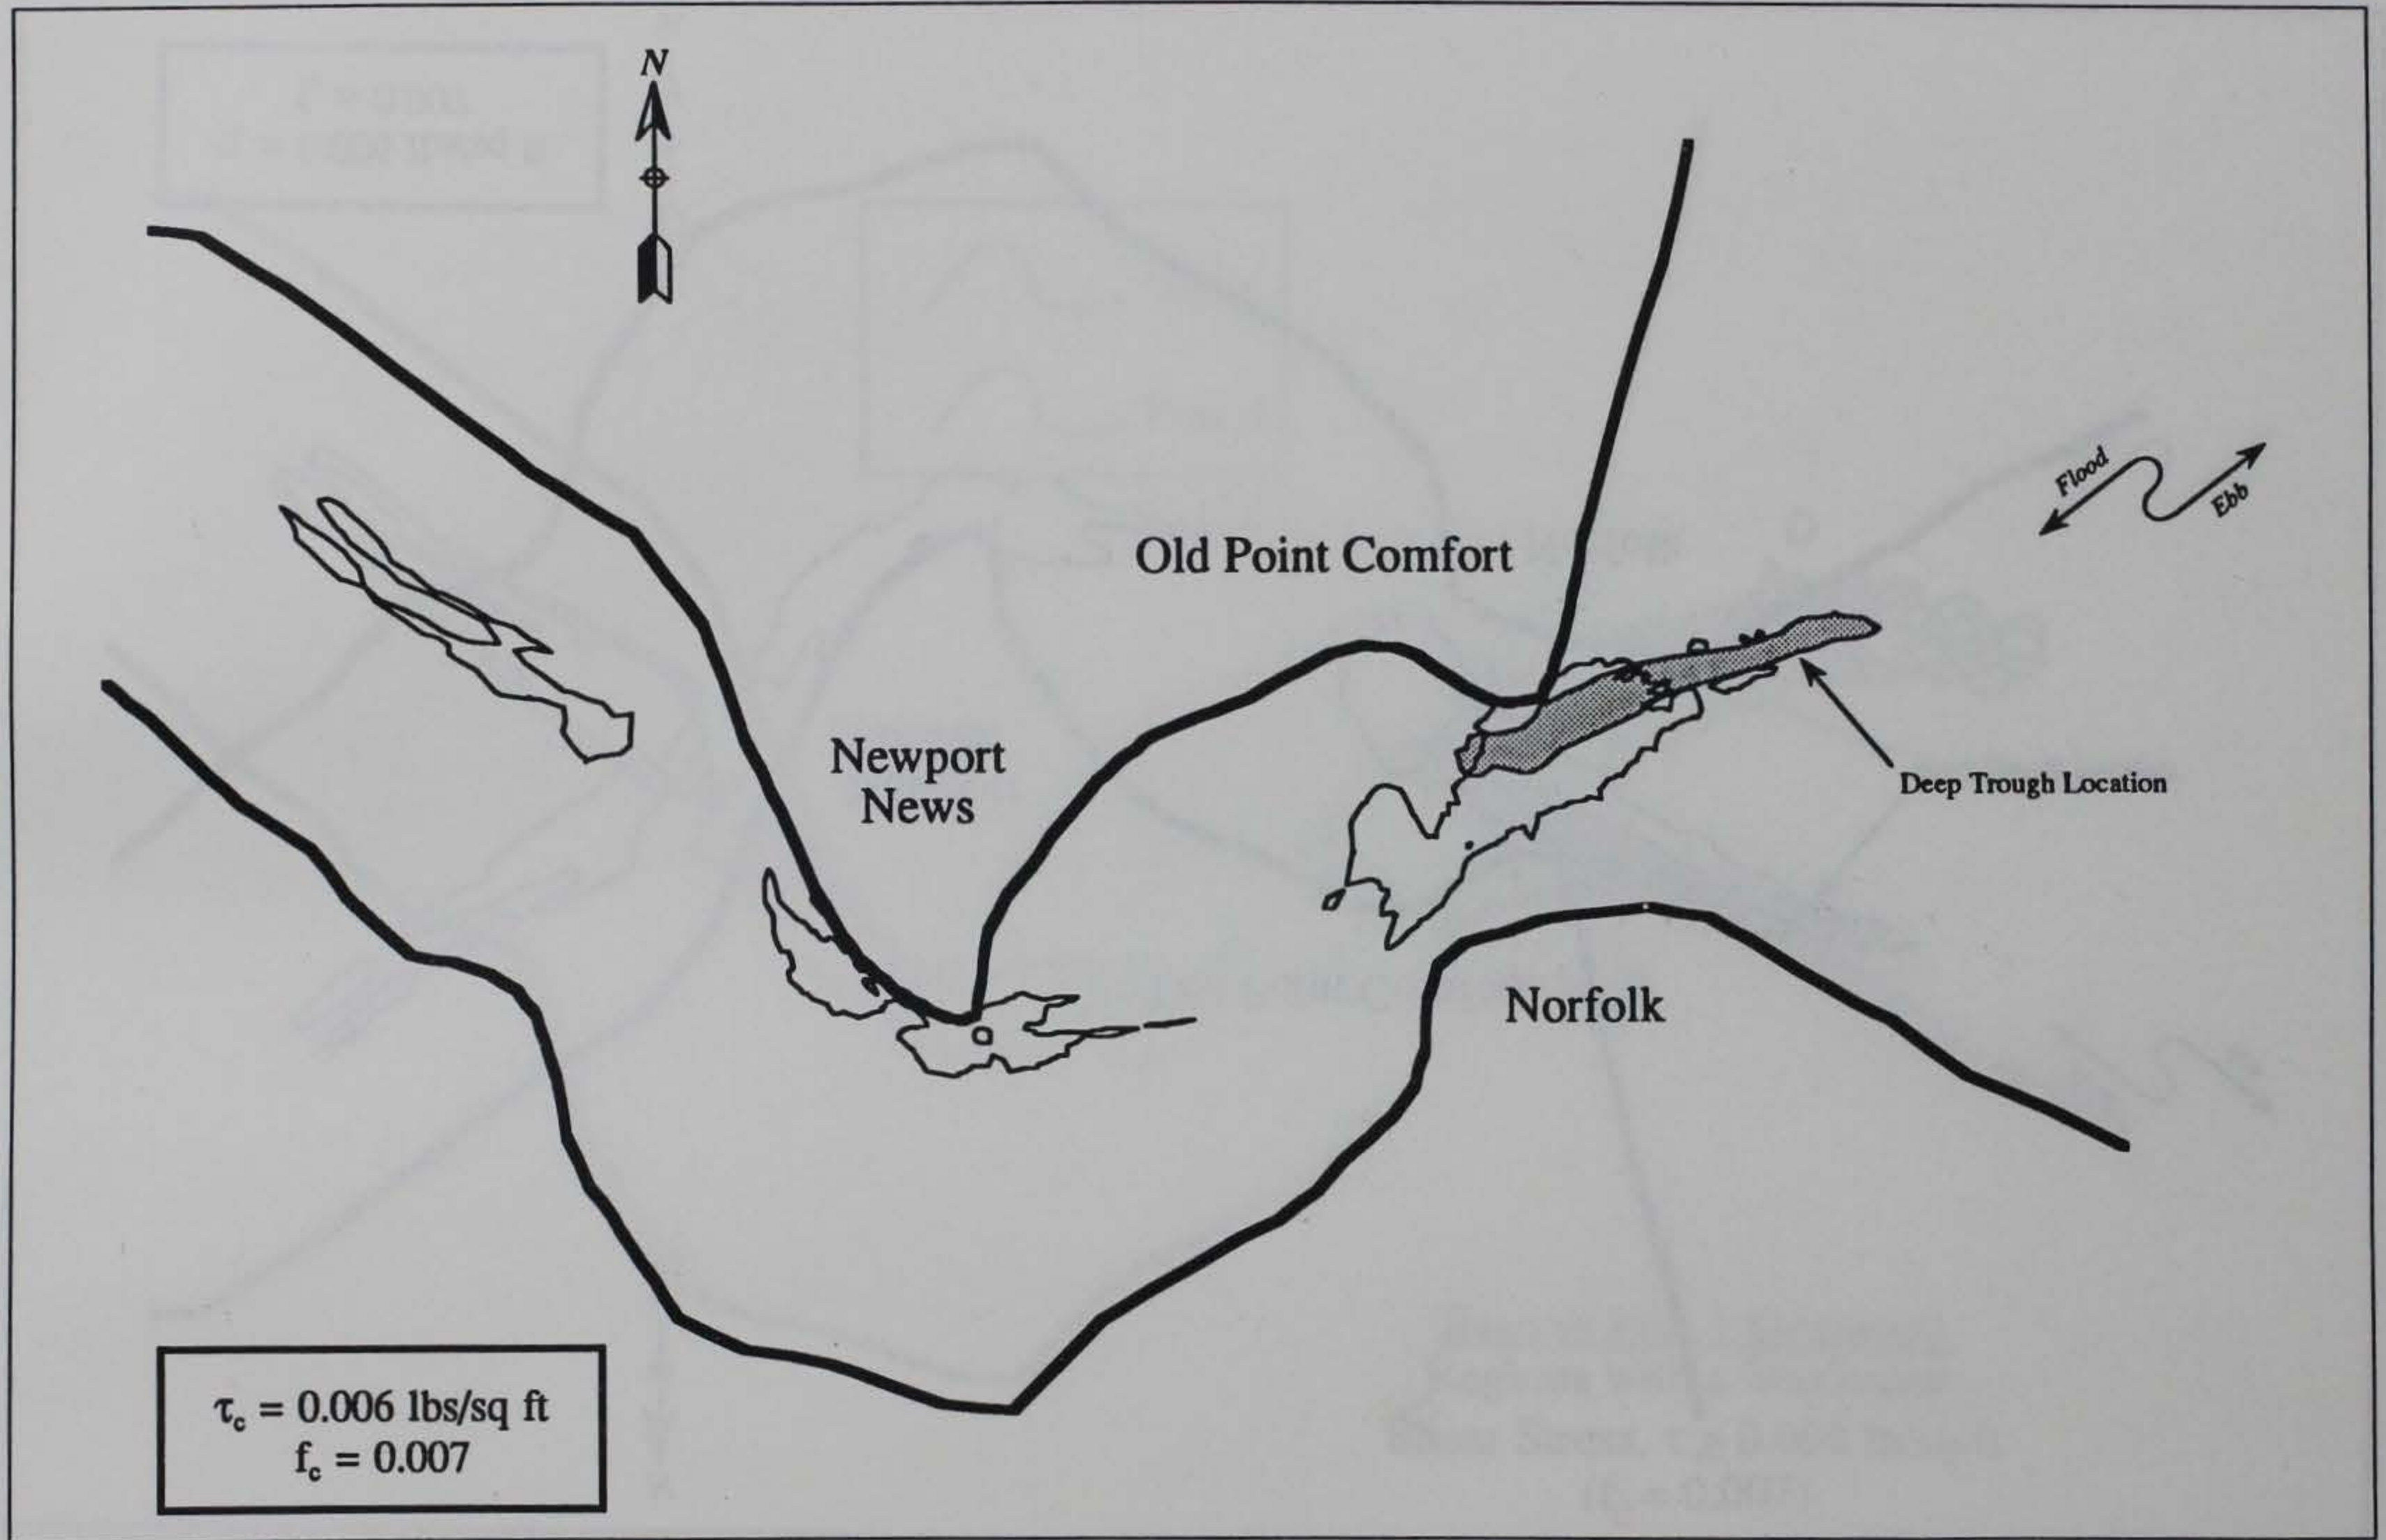 N
Flood
Ebb
Old Point Comfort
Newport
News
Deep Trough Location
Norfolk
τc = 0.006 lbs/sq ft
fc = 0.007